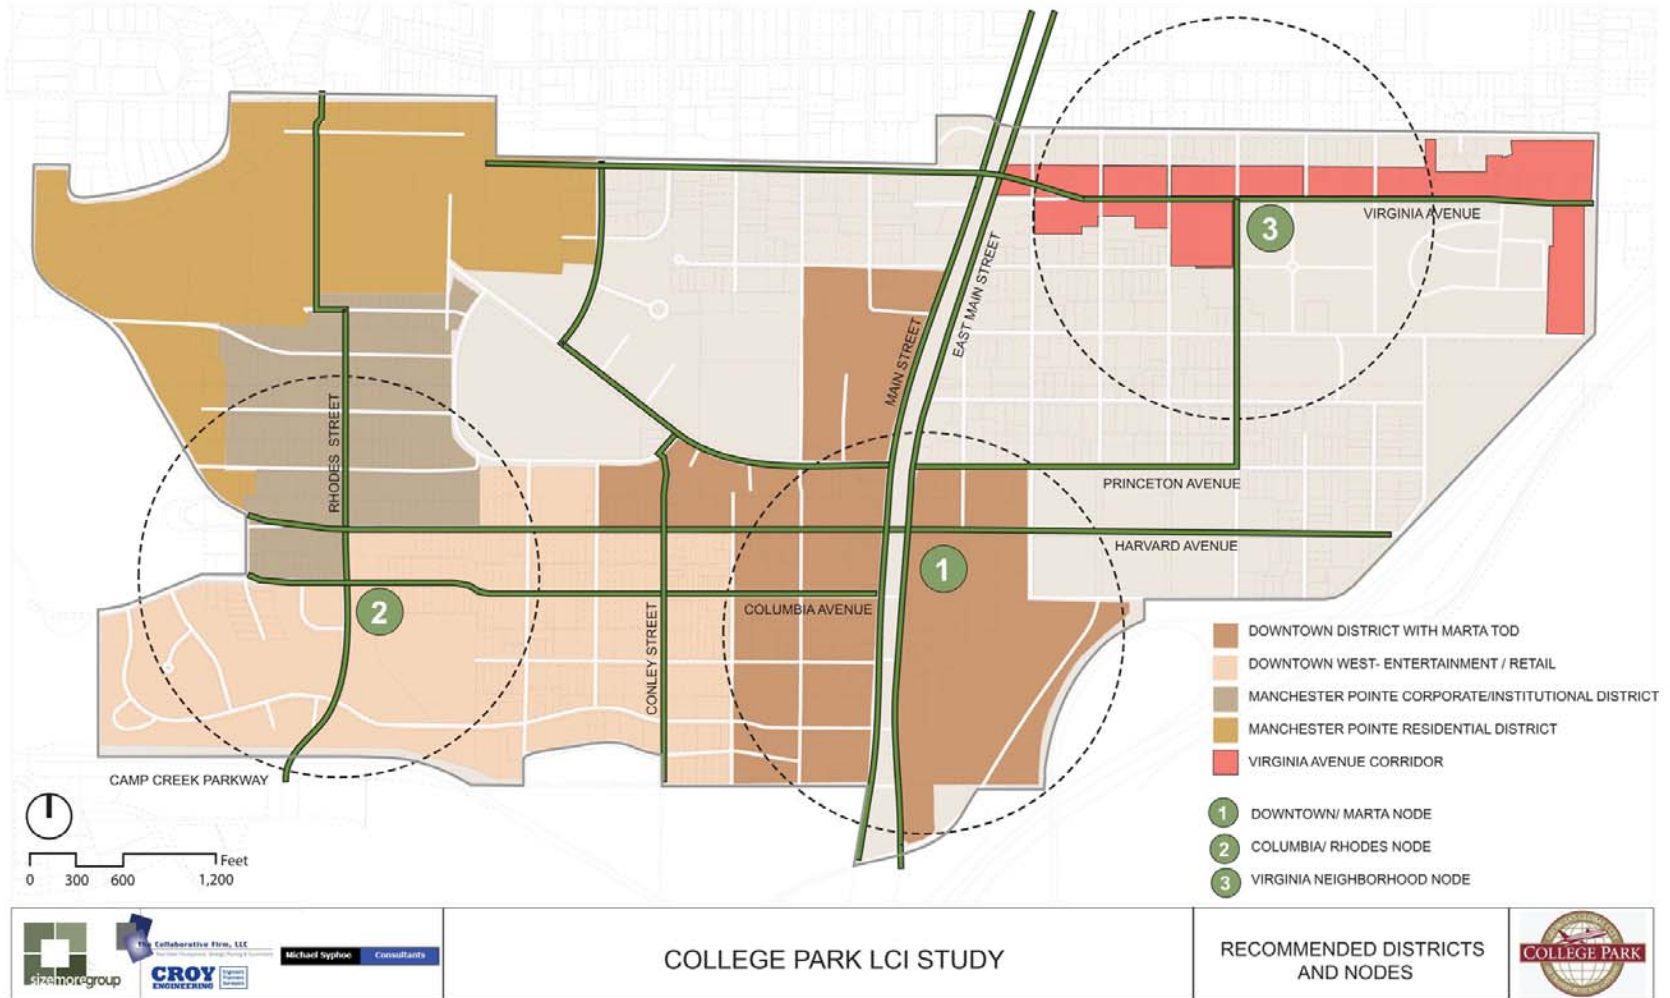 VIRGINIA AVENUE
3
EAST MAIN STREET
MAIN STREET
RHODES STREET
PRINCETON AVENUE
HARVARD AVENUE
1
2
COLUMBIA AVENUE
CONLEY STREET
CAMP CREEK PARKWAY
DOWNTOWN DISTRICT WITH MARTA TOD
DOWNTOWN WEST- ENTERTAINMENT / RETAIL
MANCHESTER POINTE CORPORATE/INSTITUTIONAL DISTRICT
MANCHESTER POINTE RESIDENTIAL DISTRICT
VIRGINIA AVENUE CORRIDOR
1 DOWNTOWN/ MARTA NODE
2 COLUMBIA/ RHODES NODE
3 VIRGINIA NEIGHBORHOOD NODE
Feet
0 300 600 1,200
sizemoregroup
The Collaborative Firm, LLC
CROY
ENGINEERING
Engineers
Planners
Surveyors
Michael Syphoe Consultants
COLLEGE PARK LCI STUDY
RECOMMENDED DISTRICTS
AND NODES
COLLEGE PARK